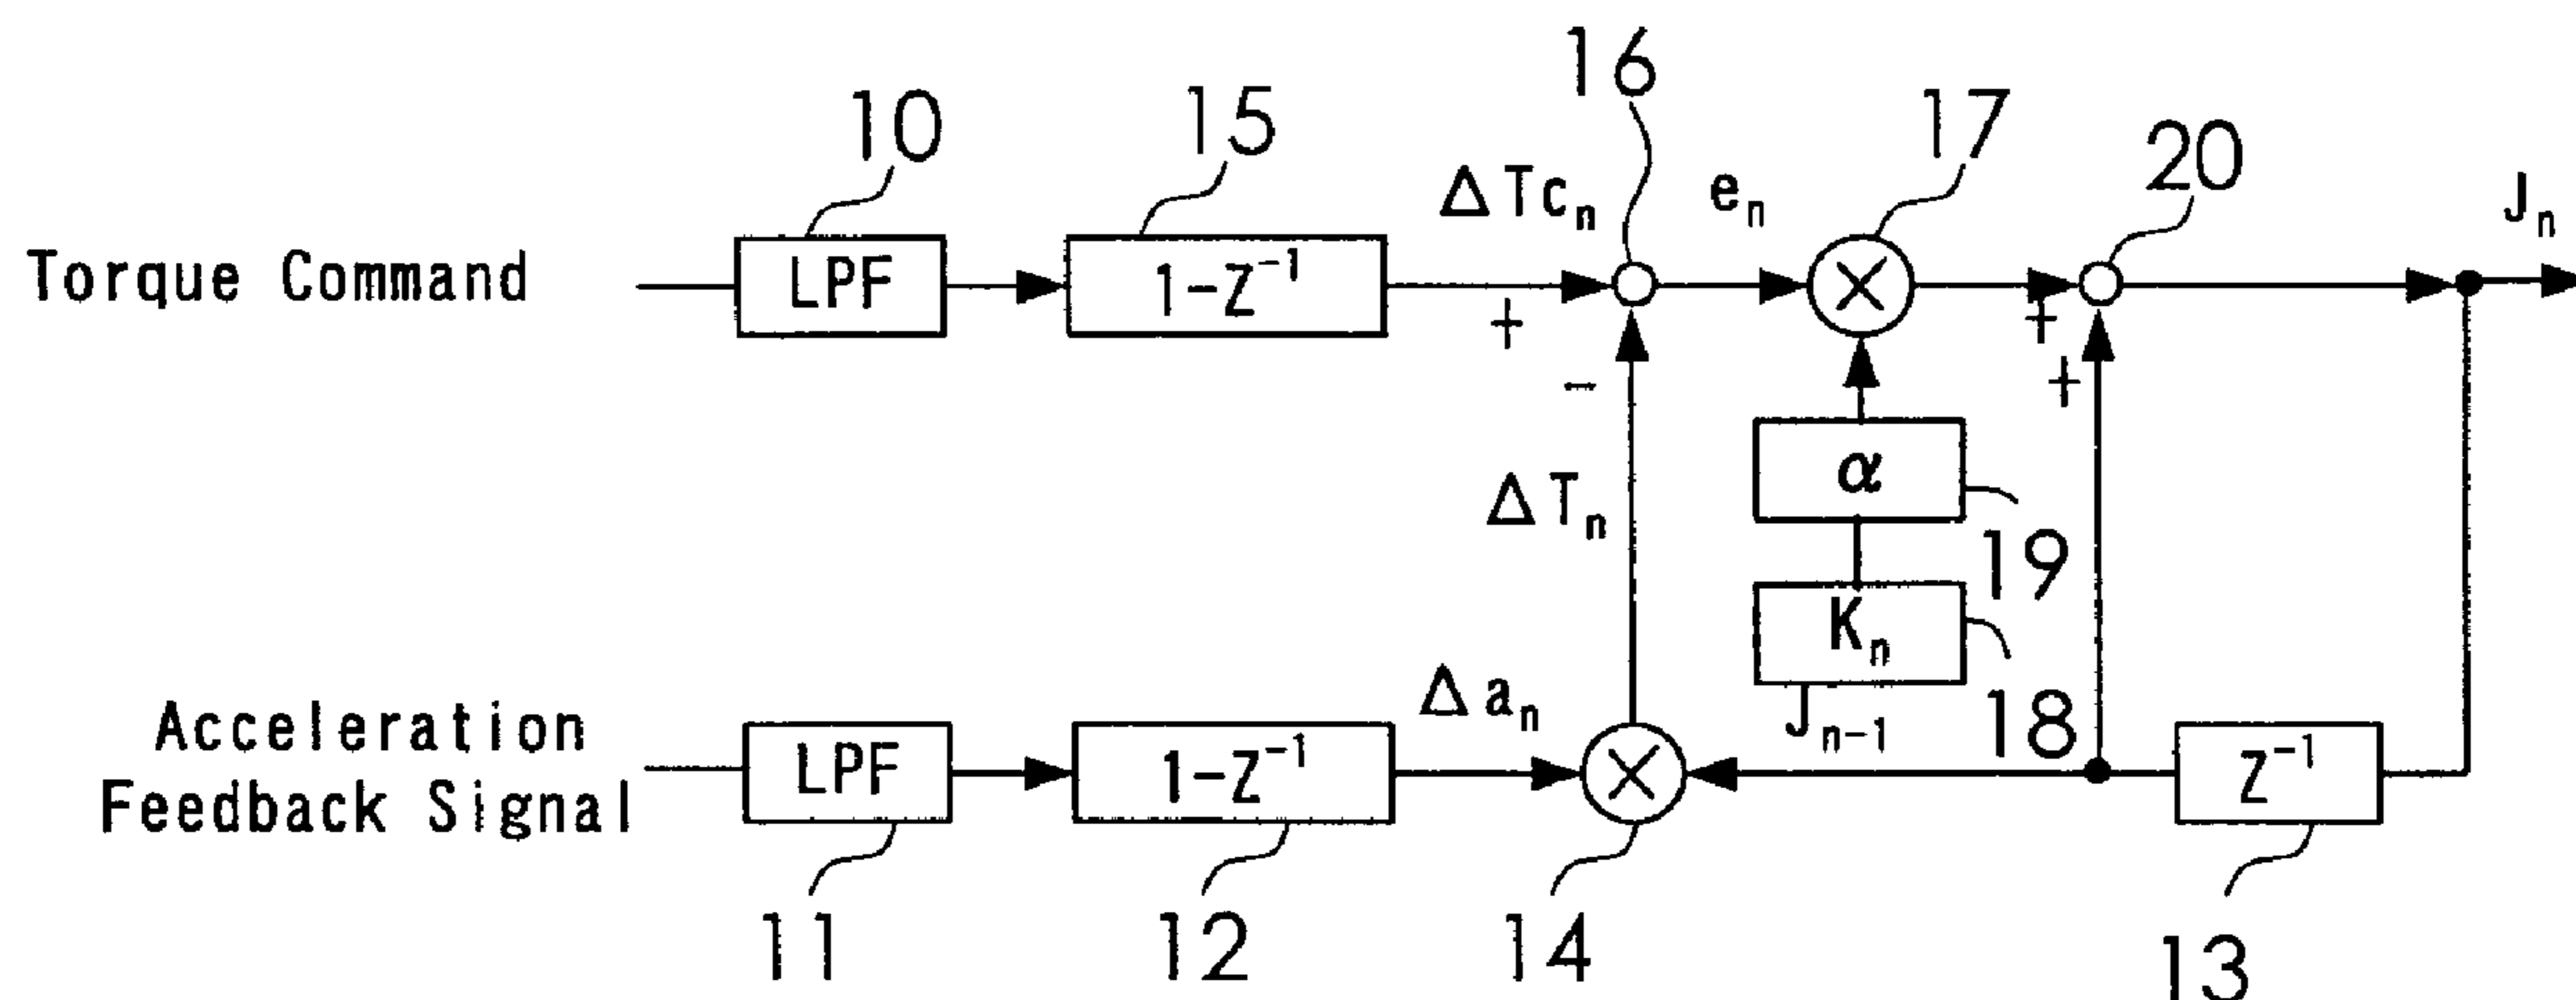 16
10
15
17
20
ΔTcₙ
eₙ
Jₙ
Torque Command
LPF
1-Z⁻¹
×
+
+
-
+
α
ΔTₙ
19
Kₙ
Δaₙ
Jₙ₋₁
18
Acceleration
Feedback Signal
LPF
1-Z⁻¹
×
Z⁻¹
11
12
14
13